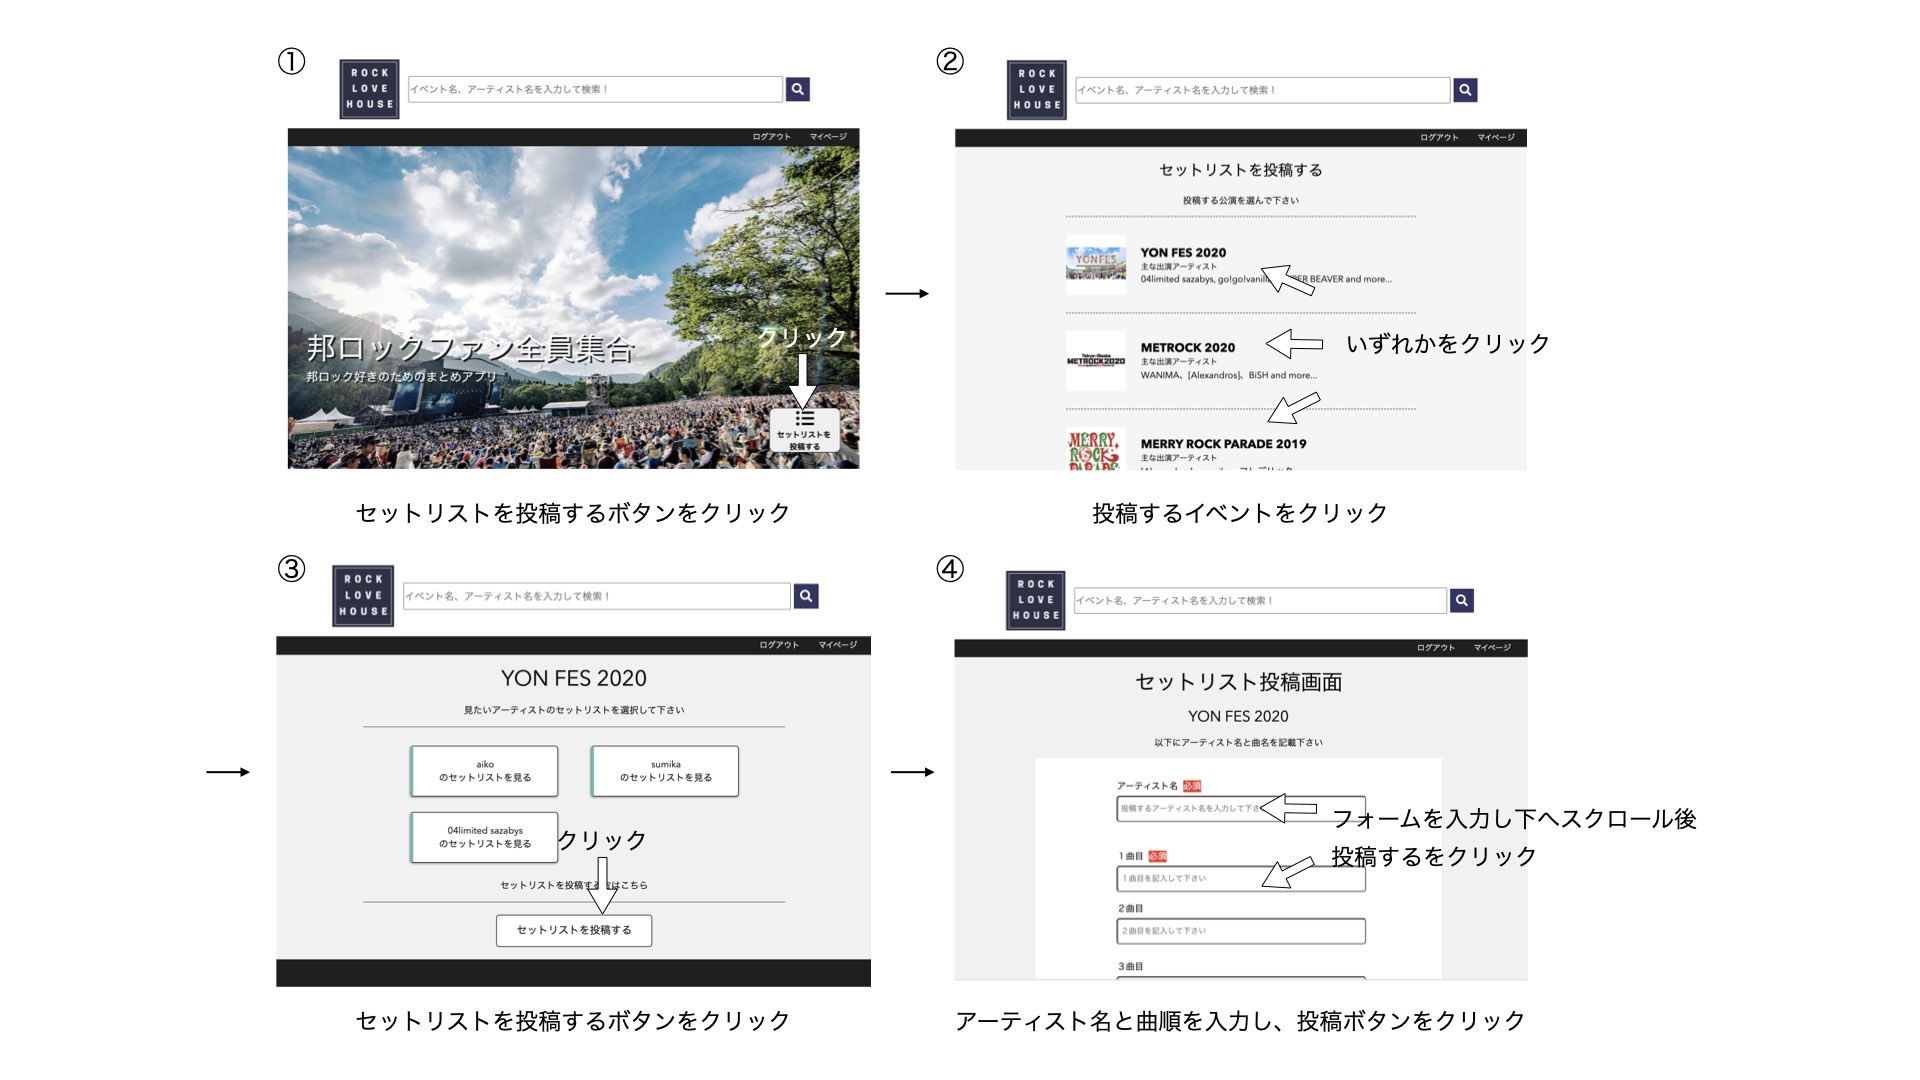 ①
ROCK
LOVE
HOUSE
イベント名、アーティスト名を入力して検索！
ログアウト マイページ
邦ロックファン全員集合
邦ロック好きのためのまとめアプリ
クリック
セットリストを
投稿する
セットリストを投稿するボタンをクリック
②
ROCK
LOVE
HOUSE
イベント名、アーティスト名を入力して検索！
ログアウト マイページ
セットリストを投稿する
投稿する公演を選んで下さい
YONFES
YON FES 2020
主な出演アーティスト
04limited sazabys, go!go!vanil PER BEAVER and more...
METROCK2020
METROCK 2020
主な出演アーティスト
WANIMA、[Alexandros]、BiSH and more...
いずれかをクリック
MERRY
ROCK
PARADE
MERRY ROCK PARADE 2019
主な出演アーティスト
投稿するイベントをクリック
③
ROCK
LOVE
HOUSE
イベント名、アーティスト名を入力して検索！
ログアウト マイページ
YON FES 2020
見たいアーティストのセットリストを選択して下さい
aiko
のセットリストを見る
sumika
のセットリストを見る
04limited sazabys
のセットリストを見る
クリック
セットリストを投稿する はこちら
セットリストを投稿する
セットリストを投稿するボタンをクリック
④
ROCK
LOVE
HOUSE
イベント名、アーティスト名を入力して検索！
ログアウト マイページ
セットリスト投稿画面
YON FES 2020
以下にアーティスト名と曲名を記載下さい
アーティスト名 必須
投稿するアーティスト名を入力して下さ
フォームを入力し下へスクロール後
投稿するをクリック
1曲目 必須
1曲目を記入して下さい
2曲目
2曲目を記入して下さい
3曲目
アーティスト名と曲順を入力し、投稿ボタンをクリック